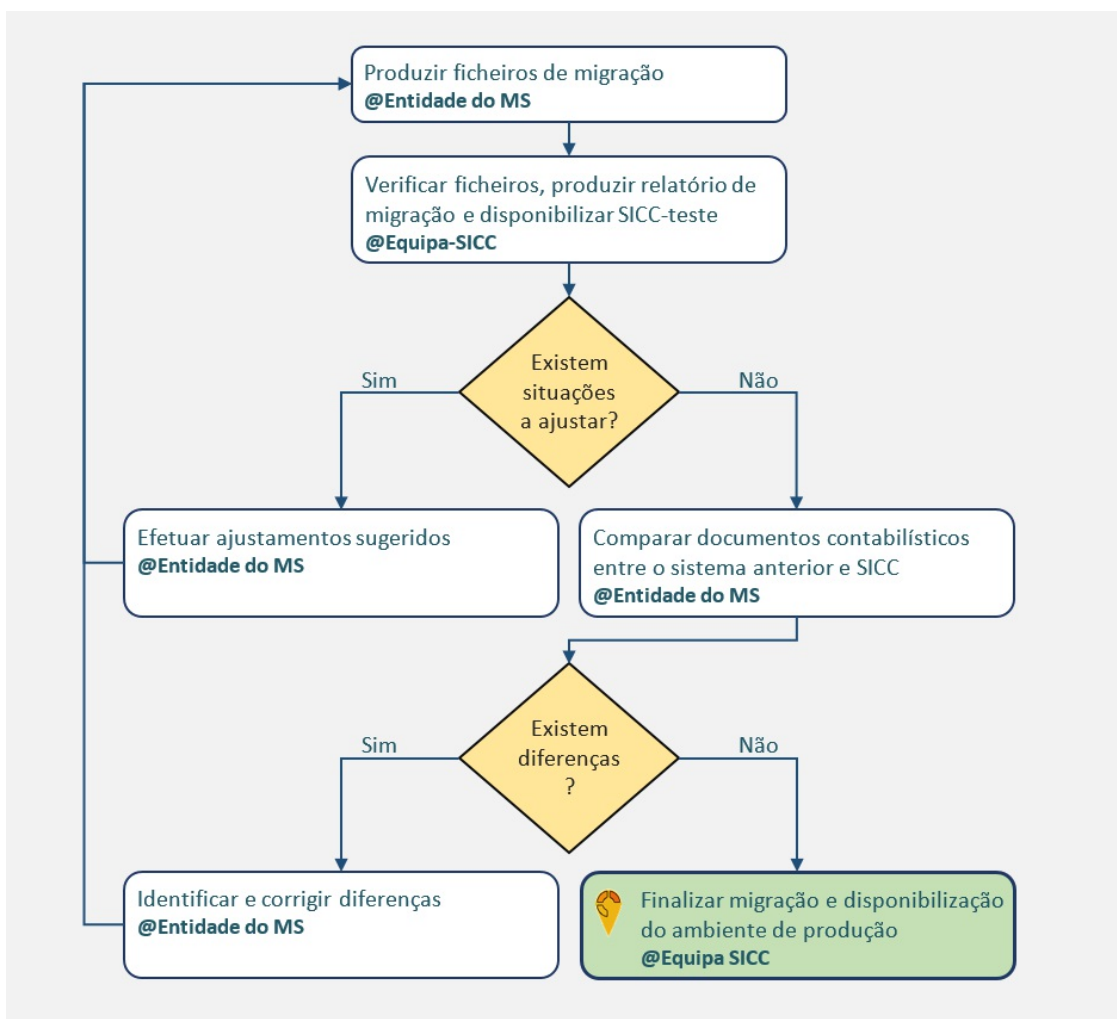 Produzir ficheiros de migração
@Entidade do MS
Verificar ficheiros, produzir relatório de
migração e disponibilizar SICC-teste
@Equipa-SICC
Existem
situações
a ajustar?
Sim
Não
Efetuar ajustamentos sugeridos
@Entidade do MS
Comparar documentos contabilísticos
entre o sistema anterior e SICC
@Entidade do MS
Existem
diferenças
?
Sim
Não
Identificar e corrigir diferenças
@Entidade do MS
Finalizar migração e disponibilização
do ambiente de produção
@Equipa SICC